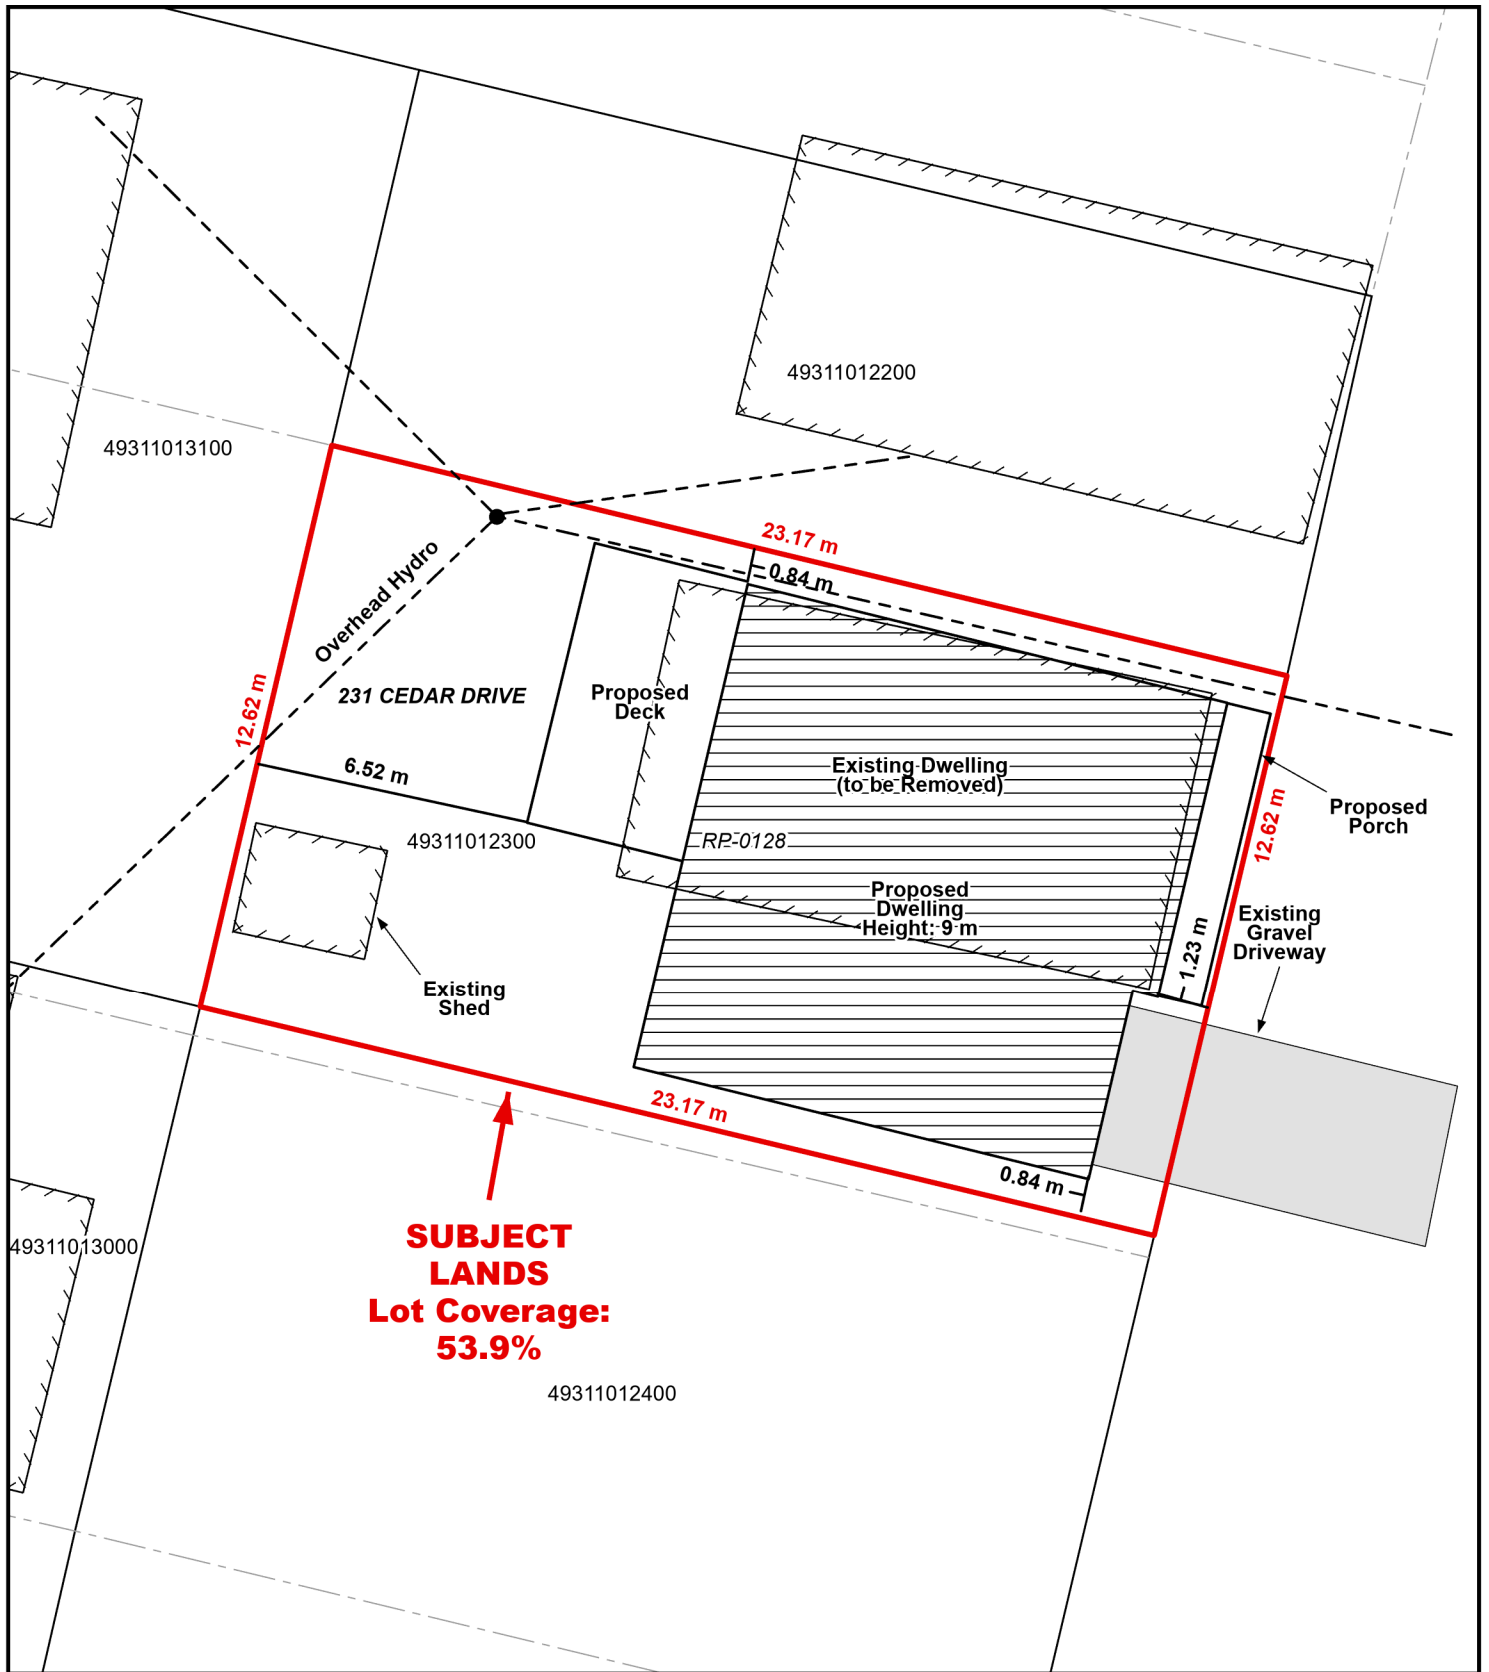 49311012200
49311013100
23.17 m
0.84 m
Overhead Hydro
12.62 m
231 CEDAR DRIVE
Proposed
Deck
6.52 m
Existing Dwelling
(to be Removed)
Proposed
Porch
12.62 m
49311012300
RP-0128
Proposed
Dwelling
Height: 9 m
1.23 m
Existing
Gravel
Driveway
Existing
Shed
23.17 m
0.84 m
49311013000
SUBJECT
LANDS
Lot Coverage:
53.9%
49311012400